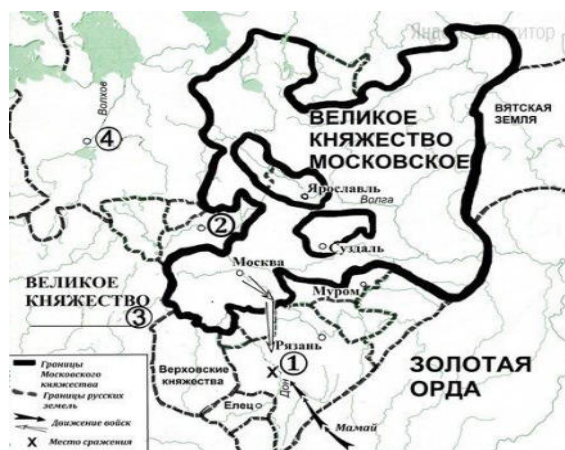 Волхов
④
ВЕЛИКОЕ
КНЯЖЕСТВО
МОСКОВСКОЕ
ВЯТСКАЯ
ЗЕМЛЯ
Ярославль
Волга
②
Суздаль
Москва
ВЕЛИКОЕ
КНЯЖЕСТВО
③
Муром
Рязань
①
X
Верховские
княжества
Дон
Елец
Мамай
ЗОЛОТАЯ
ОРДА
Границы
Московского
княжества
Границы русских
земель
Движение войск
X Место сражения